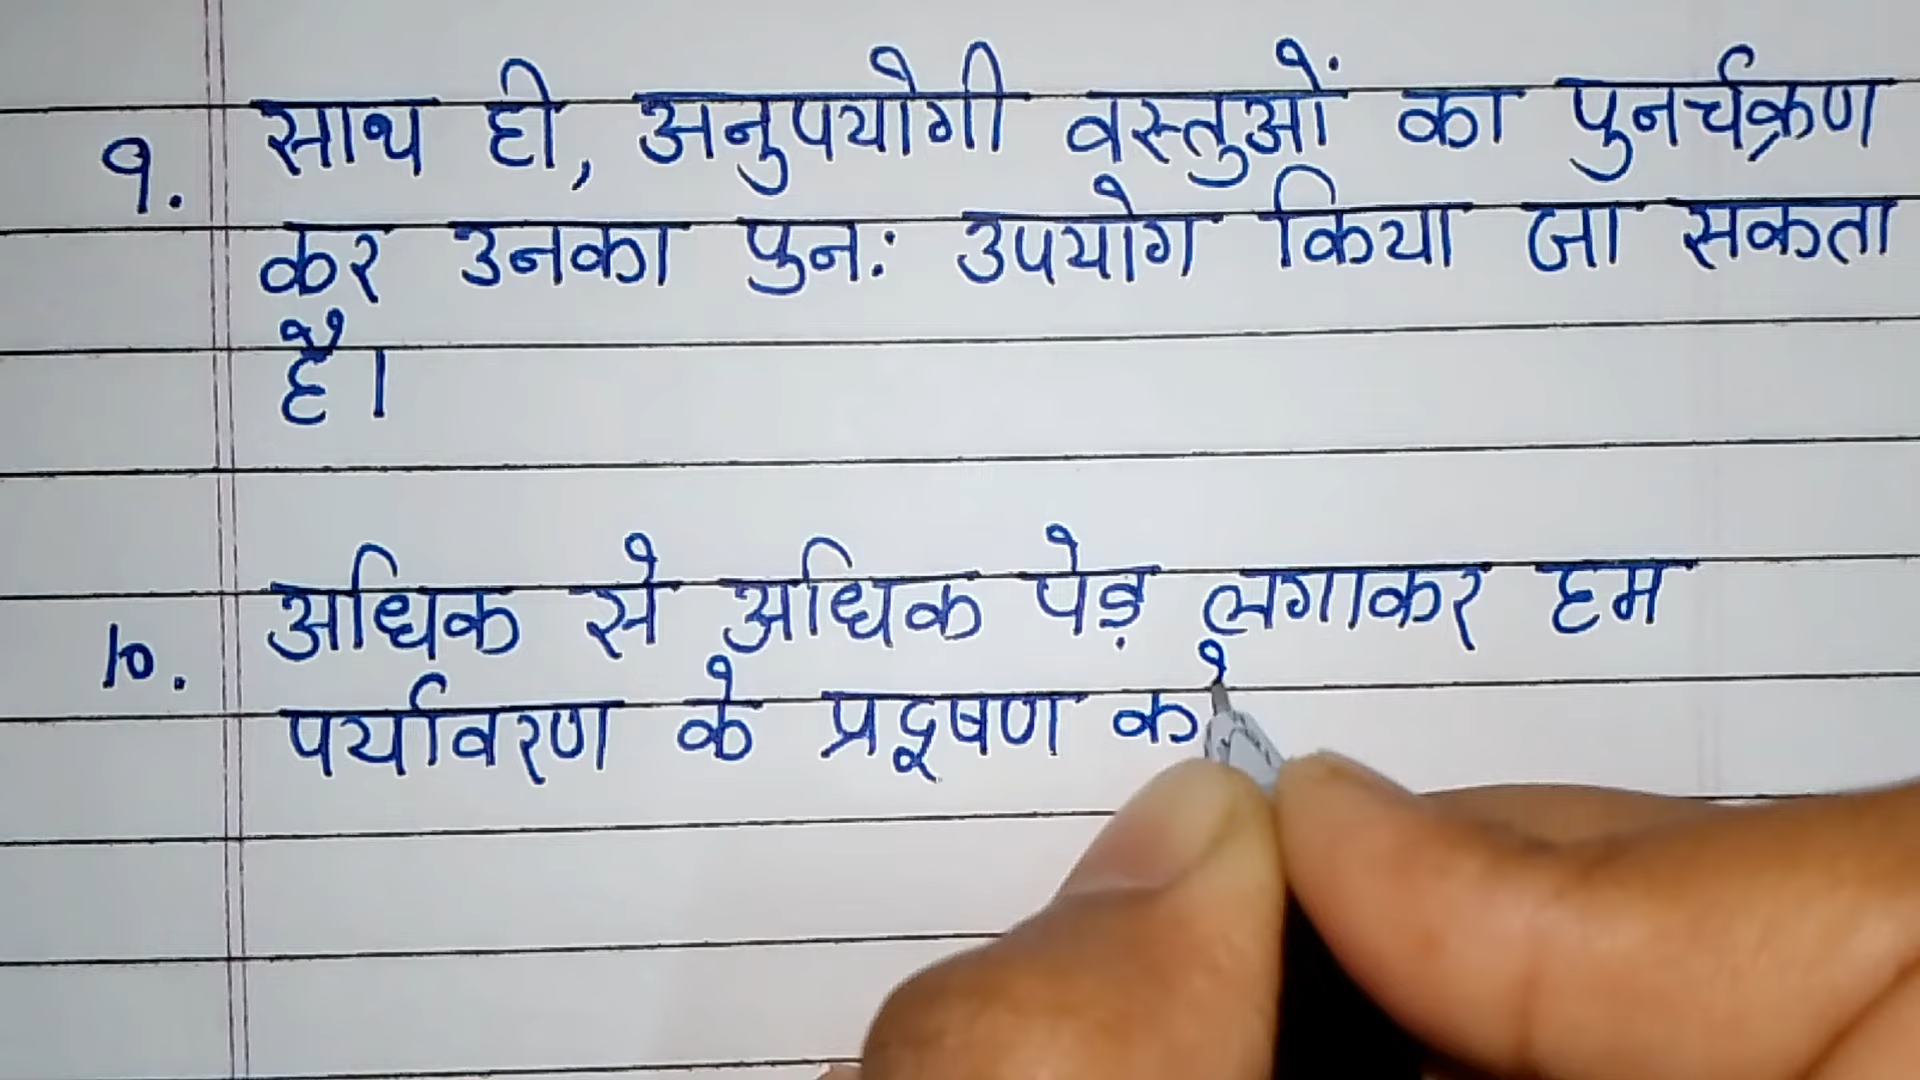 9. साथ ही, अनुपयोगी वस्तुओं का पुनर्चक्रण
कर उनका पुन: उपयोग किया जा सकता
है।
10. अधिक से अधिक पेड़ लगाकर हम
पर्यावरण के प्रदूषण